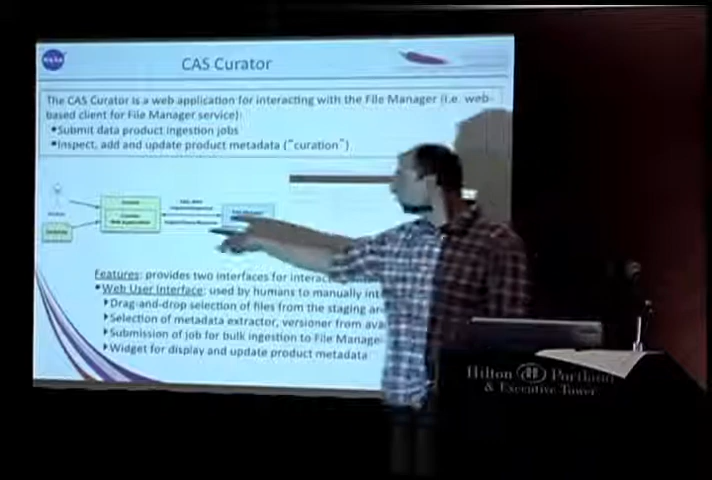 NASA
CAS Curator
The CAS Curator is a web application for interacting with the File Manager (i.e. web-
based client for File Manager service):
Submit data product ingestion jobs
Inspect, add and update product metadata ("curation")
Features: provides two interfaces for interac
Web User Interface: used by humans to manually int
Drag-and-drop selection of files from the staging are
Selection of metadata extractor, versioner from ava
Submission of job for bulk ingestion to File Manage
Widget for display and update product metadata
Hilton Portland
& Executive Tower